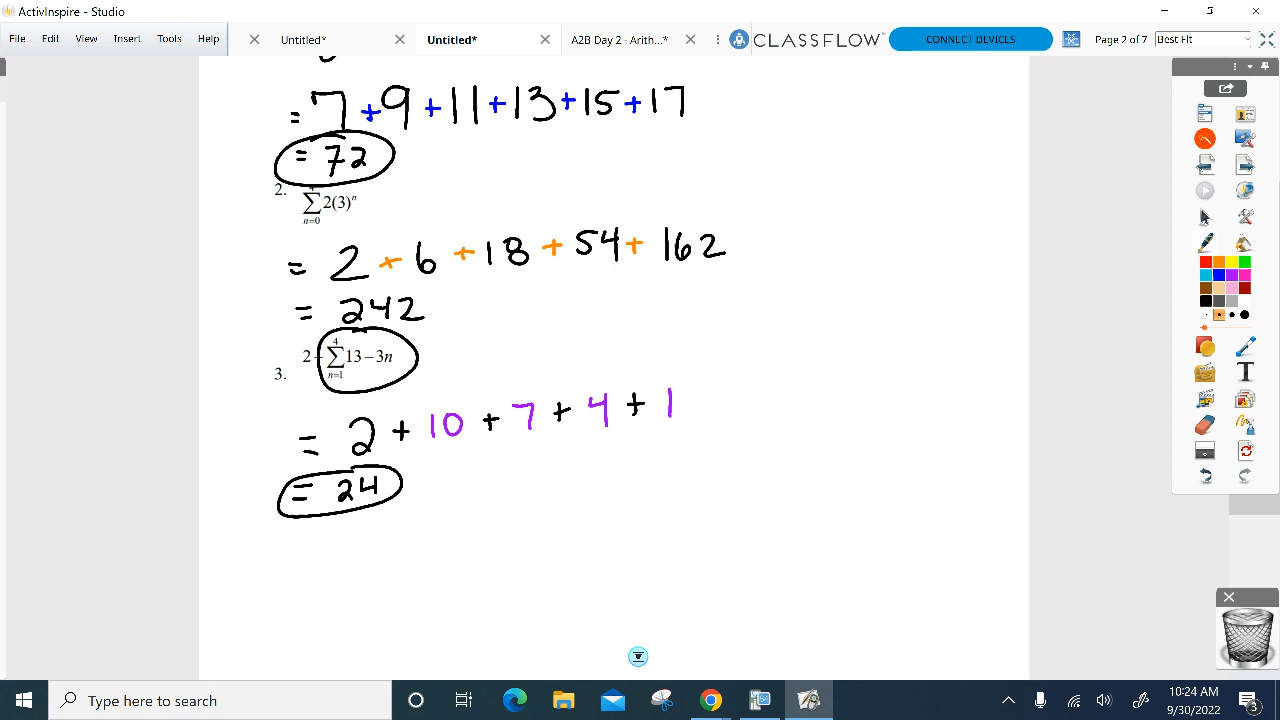 ActivInspire - Studio
File Edit View Insert Tools Help Untitled* Untitled* A2B Day 2 - Arith...* CLASSFLOW CONNECT DEVICES Page 2 of 7 Best Fit
= 7 + 9 + 11 + 13 + 15 + 17
= 72
2. ∑ n=0 2(3)ⁿ
= 2 + 6 + 18 + 54 + 162
= 242
3. 2 + 4 ∑ n=1 13 − 3n
= 2 + 10 + 7 + 4 + 1
= 24
Type here to search
10:24 AM
9/30/2022
3